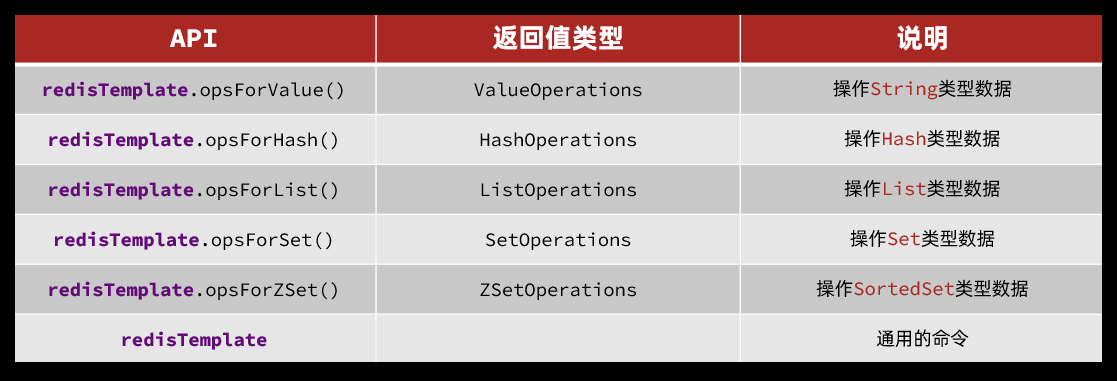 API 返回值类型 说明
redisTemplate.opsForValue() ValueOperations 操作String类型数据
redisTemplate.opsForHash() HashOperations 操作Hash类型数据
redisTemplate.opsForList() ListOperations 操作List类型数据
redisTemplate.opsForSet() SetOperations 操作Set类型数据
redisTemplate.opsForZSet() ZSetOperations 操作SortedSet类型数据
redisTemplate 通用的命令